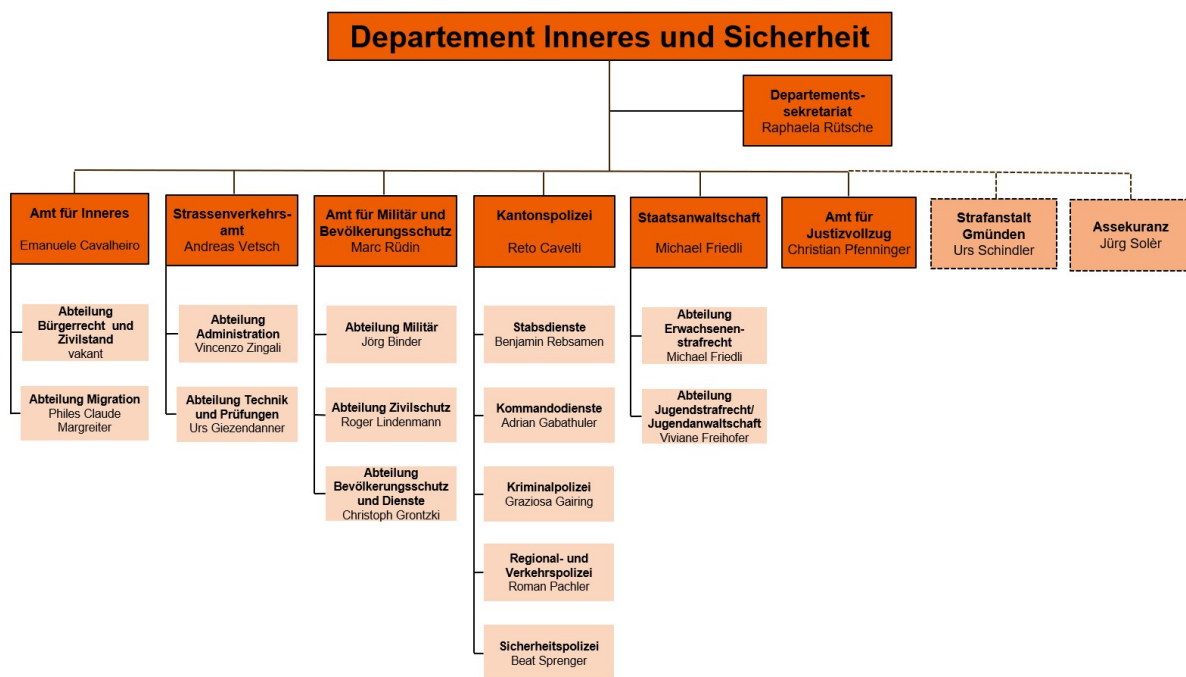 Departement Inneres und Sicherheit
Departements-
sekretariat
Raphaela Rütsche
Amt für Inneres
Emanuele Cavalheiro
Strassenverkehrs-
amt
Andreas Vetsch
Amt für Militär und
Bevölkerungsschutz
Marc Rüdin
Kantonspolizei
Reto Cavelti
Staatsanwaltschaft
Michael Friedli
Amt für
Justizvollzug
Christian Pfenninger
Strafanstalt
Gmünden
Urs Schindler
Assekuranz
Jürg Solèr
Abteilung
Bürgerrecht und
Zivilstand
vakant
Abteilung Migration
Philes Claude
Margreiter
Abteilung
Administration
Vincenzo Zingali
Abteilung Technik
und Prüfungen
Urs Giezendanner
Abteilung Militär
Jörg Binder
Abteilung Zivilschutz
Roger Lindenmann
Abteilung
Bevölkerungsschutz
und Dienste
Christoph Grontzki
Stabsdienste
Benjamin Rebsamen
Kommandodienste
Adrian Gabathuler
Kriminalpolizei
Graziosa Gairing
Regional- und
Verkehrspolizei
Roman Pachler
Sicherheitspolizei
Beat Sprenger
Abteilung
Erwachsenen-
strafrecht
Michael Friedli
Abteilung
Jugendstrafrecht/
Jugendanwaltschaft
Viviane Freihofer